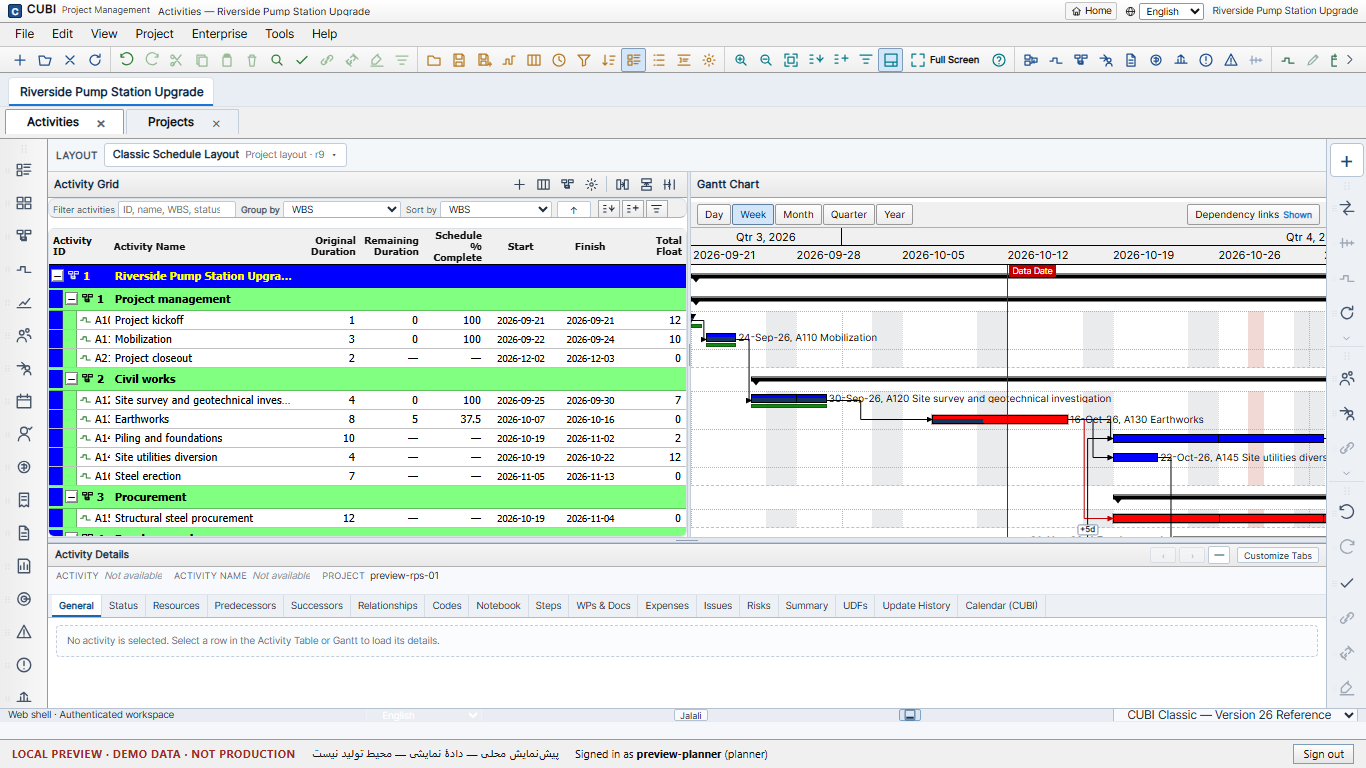 CUBI Project Management Activities — Riverside Pump Station Upgrade Home English Riverside Pump Station Upgrade
File Edit View Project Enterprise Tools Help
Full Screen
Riverside Pump Station Upgrade
Activities Projects
LAYOUT Classic Schedule Layout Project layout · r9
Activity Grid Gantt Chart
Filter activities ID, name, WBS, status Group by WBS Sort by WBS
Day Week Month Quarter Year Dependency links Shown
Activity ID Activity Name Original Duration Remaining Duration Schedule % Complete Start Finish Total Float
Qtr 3, 2026 Qtr 4, 2
2026-09-21 2026-09-28 2026-10-05 2026-10-12 2026-10-19 2026-10-26
Data Date
1 Riverside Pump Station Upgra...
1 Project management
A10 Project kickoff 1 0 100 2026-09-21 2026-09-21 12
A11 Mobilization 3 0 100 2026-09-22 2026-09-24 10
24-Sep-26, A110 Mobilization
A21 Project closeout 2 — — 2026-12-02 2026-12-03 0
2 Civil works
A12 Site survey and geotechnical inves... 4 0 100 2026-09-25 2026-09-30 7
30-Sep-26, A120 Site survey and geotechnical investigation
A13 Earthworks 8 5 37.5 2026-10-07 2026-10-16 0
16-Oct-26, A130 Earthworks
A14 Piling and foundations 10 — — 2026-10-19 2026-11-02 2
A14 Site utilities diversion 4 — — 2026-10-19 2026-10-22 12
22-Oct-26, A145 Site utilities divers
A16 Steel erection 7 — — 2026-11-05 2026-11-13 0
3 Procurement
A15 Structural steel procurement 12 — — 2026-10-19 2026-11-04 0
+5d
Activity Details Customize Tabs
ACTIVITY Not available ACTIVITY NAME Not available PROJECT preview-rps-01
General Status Resources Predecessors Successors Relationships Codes Notebook Steps WPs & Docs Expenses Issues Risks Summary UDFs Update History Calendar (CUBI)
No activity is selected. Select a row in the Activity Table or Gantt to load its details.
Web shell · Authenticated workspace English Jalali CUBI Classic — Version 26 Reference
LOCAL PREVIEW · DEMO DATA · NOT PRODUCTION پیش‌نمایش محلی — دادهٔ نمایشی — محیط تولید نیست Signed in as preview-planner (planner) Sign out